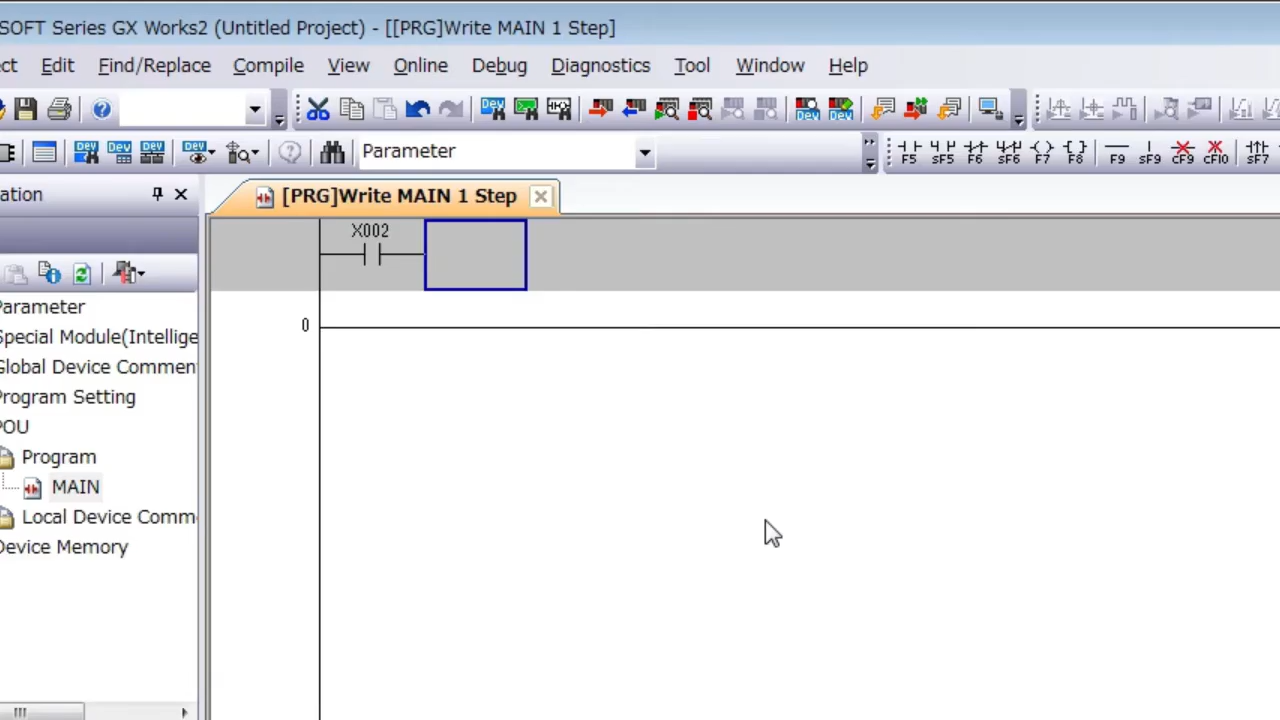 SOFT Series GX Works2 (Untitled Project) - [[PRG]Write MAIN 1 Step]
ct Edit Find/Replace Compile View Online Debug Diagnostics Tool Window Help
Parameter
F5 sF5 F6 sF6 F7 F8 F9 sF9 cF9 cF10 sF7
ation
[PRG]Write MAIN 1 Step
X002
0
Parameter
Special Module(Intellige
Global Device Commen
Program Setting
POU
Program
MAIN
Local Device Comm
Device Memory